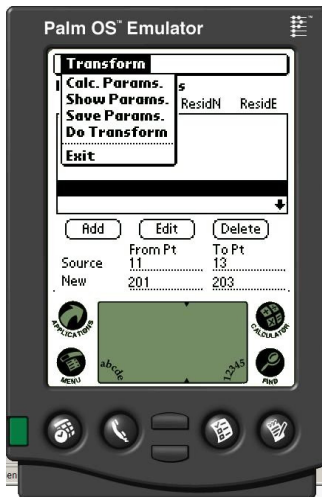 Palm OS™ Emulator
Transform
Calc. Params.
Show Params. ResidN ResidE
Save Params.
Do Transform
Exit
Add Edit Delete
From Pt To Pt
Source 11 13
New 201 203
APPLICATIONS CALCULATOR
MENU abcde 12345 FIND
en